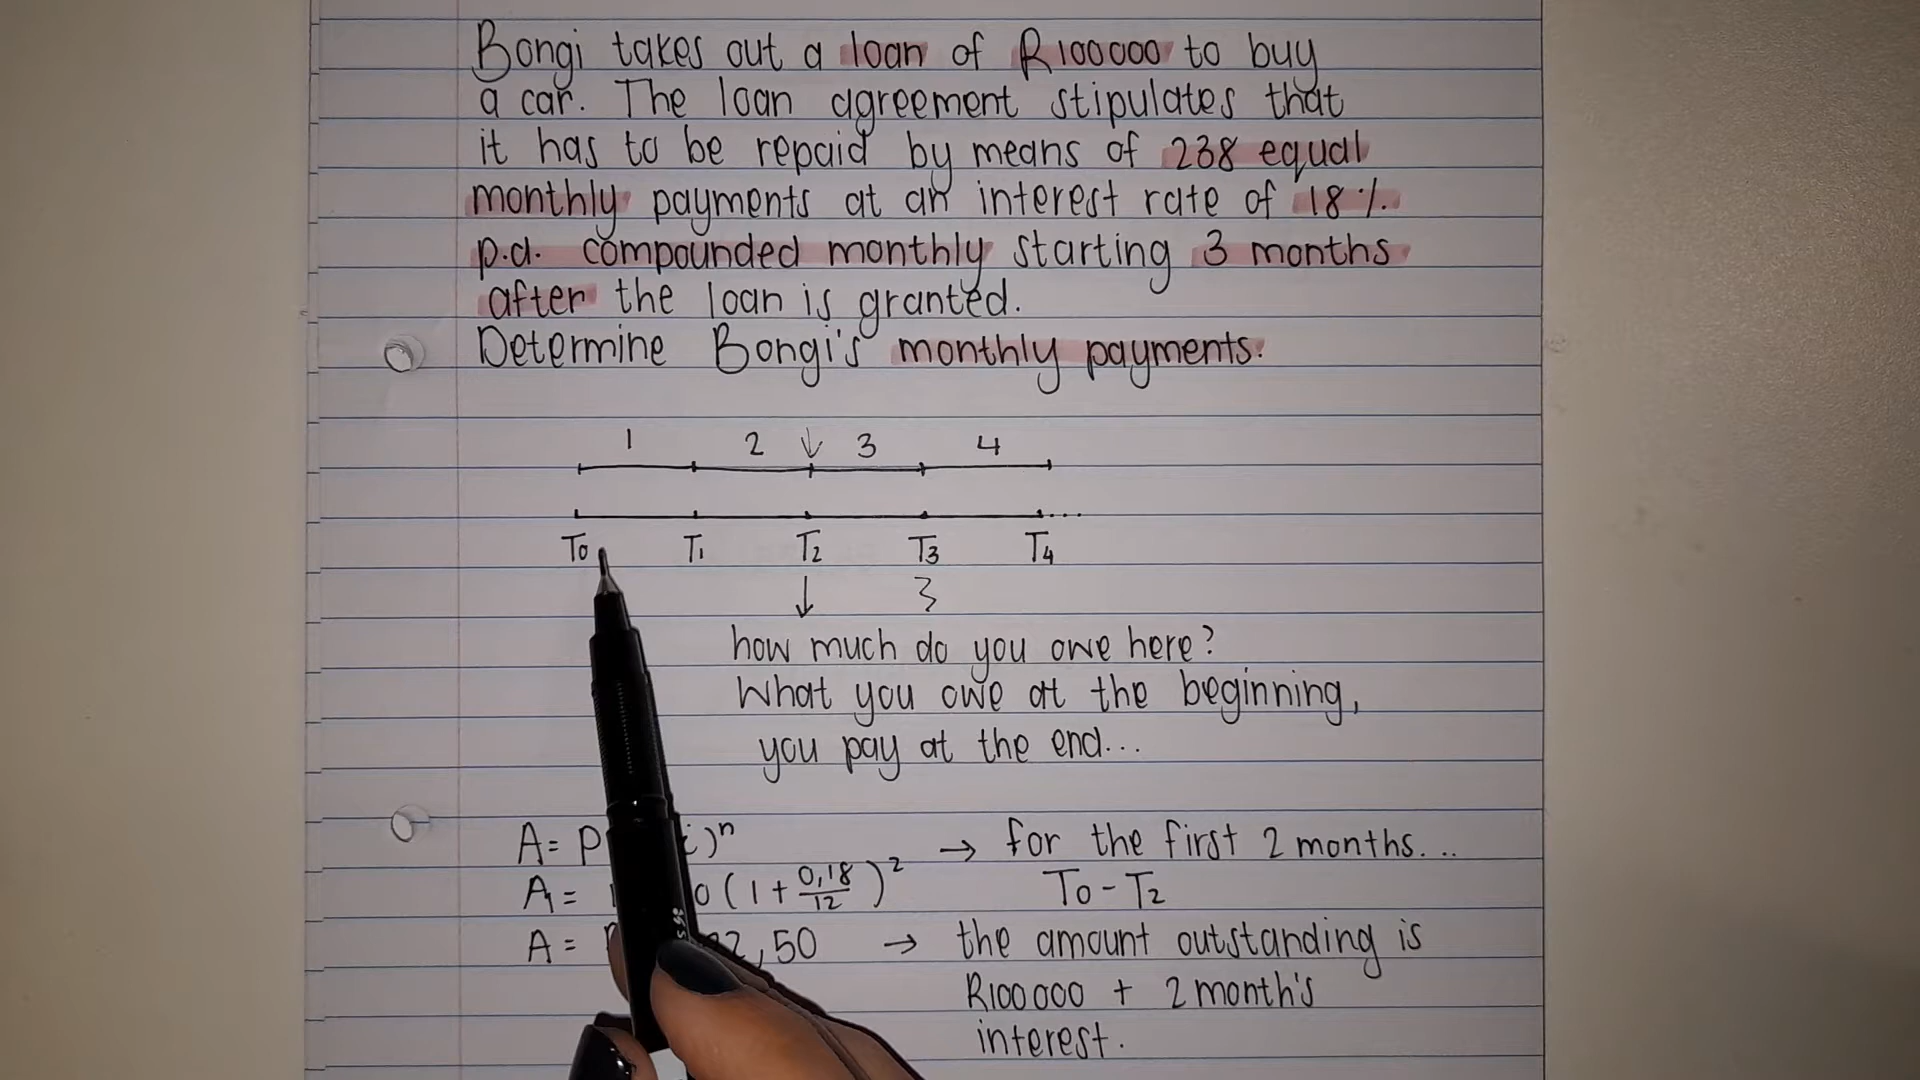 Bongi takes out a loan of R100000 to buy
a car. The loan agreement stipulates that
it has to be repaid by means of 238 equal
monthly payments at an interest rate of 18%
p.a. compounded monthly starting 3 months
after the loan is granted.
Determine Bongi's monthly payments.
1 2 ↓ 3 4
T0 T1 T2 T3 T4 ...
↓ 3
how much do you owe here?
What you owe at the beginning,
you pay at the end...
A = P )ⁿ → for the first 2 months...
A = 0(1 + 0,18/12)² T0 - T2
A = ,50 → the amount outstanding is
R100000 + 2 month's
interest.